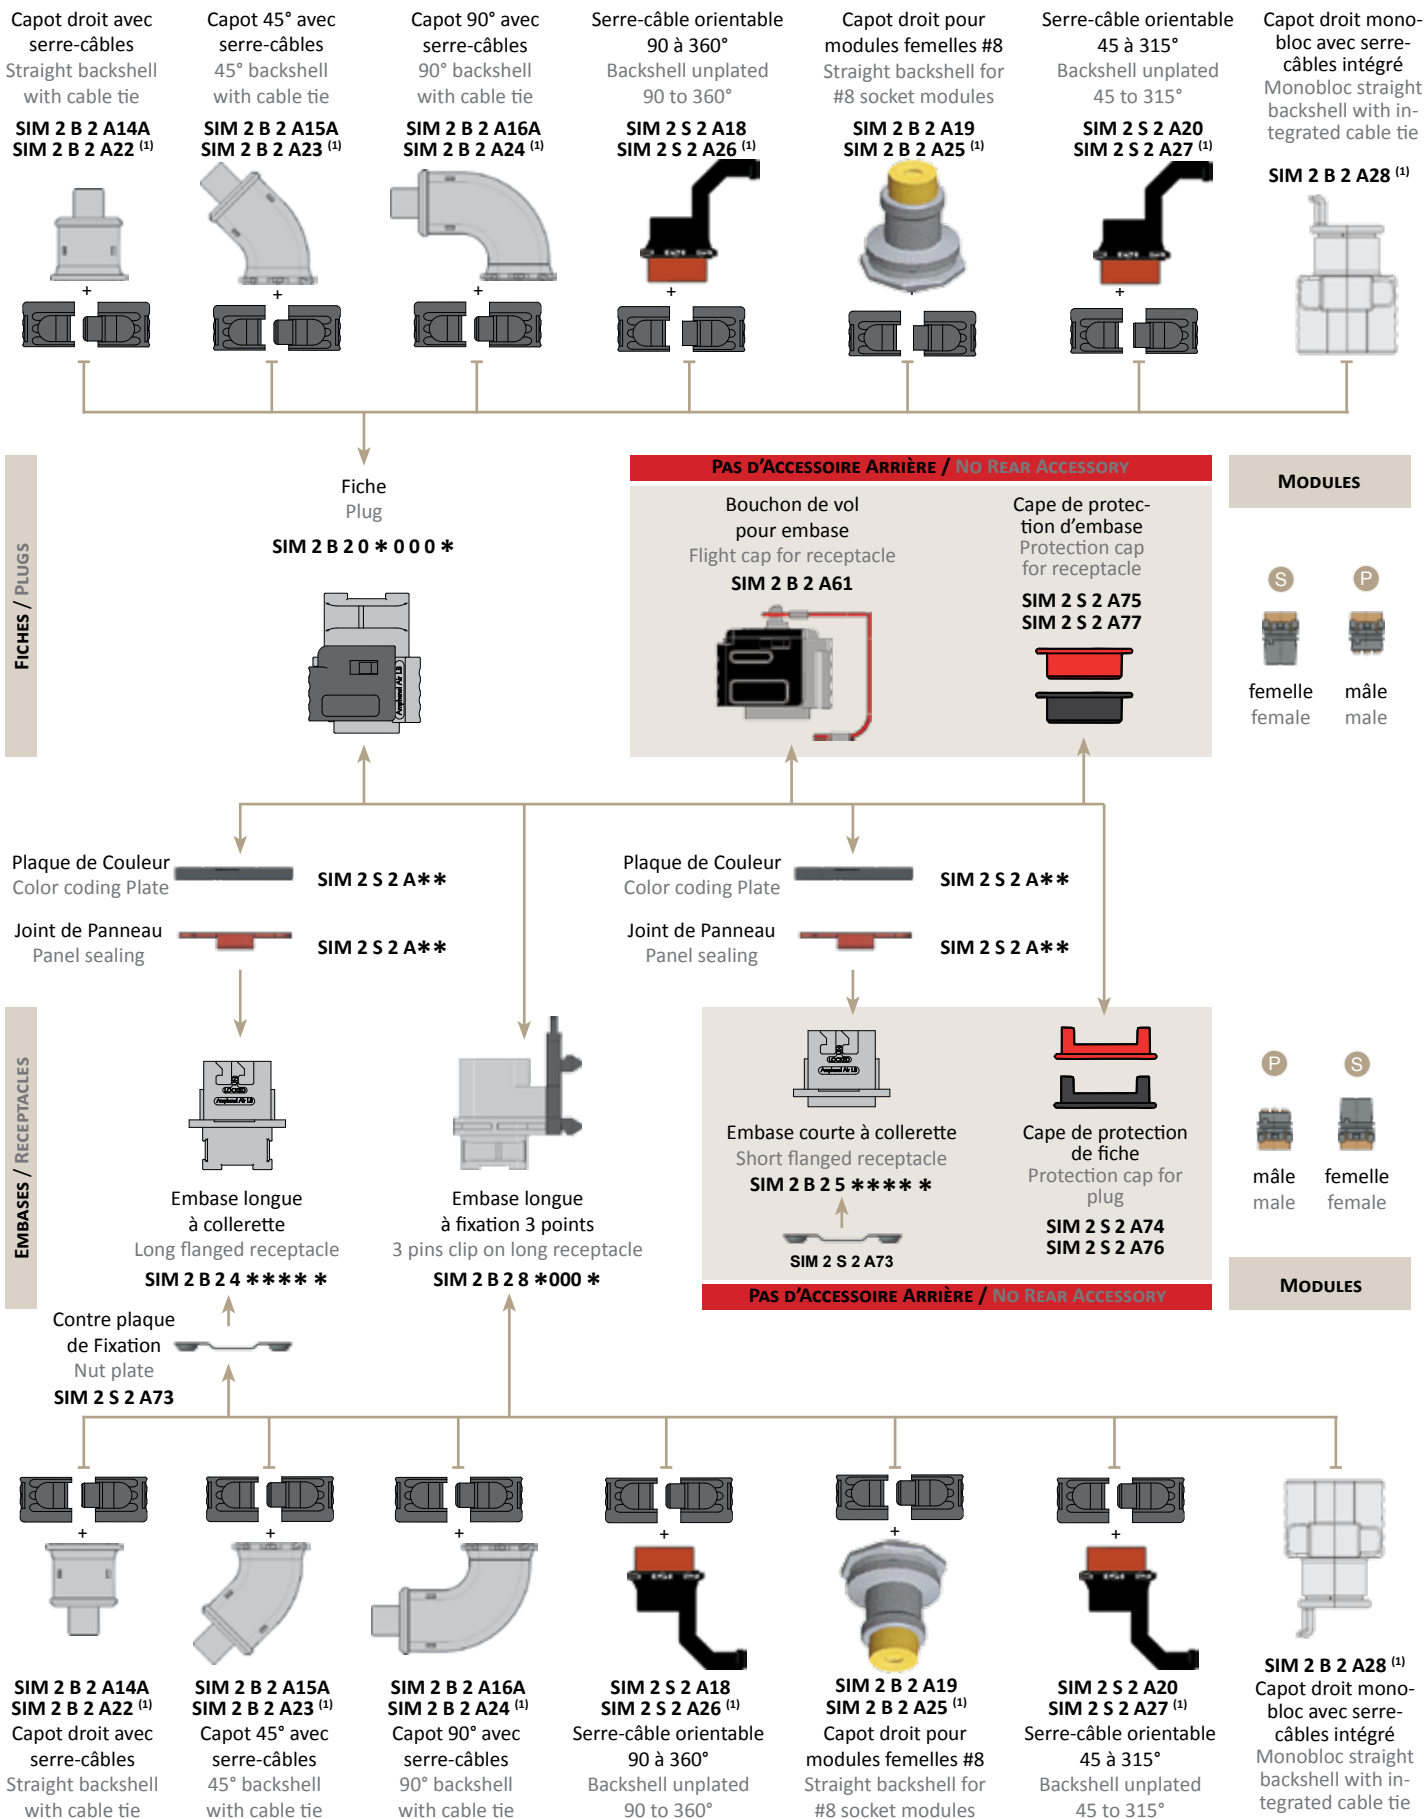 Capot droit avec
serre-câbles
Straight backshell
with cable tie
SIM 2 B 2 A14A
SIM 2 B 2 A22 (1)
Capot 45° avec
serre-câbles
45° backshell
with cable tie
SIM 2 B 2 A15A
SIM 2 B 2 A23 (1)
Capot 90° avec
serre-câbles
90° backshell
with cable tie
SIM 2 B 2 A16A
SIM 2 B 2 A24 (1)
Serre-câble orientable
90 à 360°
Backshell unplated
90 to 360°
SIM 2 S 2 A18
SIM 2 S 2 A26 (1)
Capot droit pour
modules femelles #8
Straight backshell for
#8 socket modules
SIM 2 B 2 A19
SIM 2 B 2 A25 (1)
Serre-câble orientable
45 à 315°
Backshell unplated
45 to 315°
SIM 2 S 2 A20
SIM 2 S 2 A27 (1)
Capot droit mono-
bloc avec serre-
câbles intégré
Monobloc straight
backshell with in-
tegrated cable tie
SIM 2 B 2 A28 (1)
+
+
+
+
+
+
FICHES / PLUGS
Fiche
Plug
SIM 2 B 2 0 * 0 0 0 *
Amphenol Air LB
PAS D'ACCESSOIRE ARRIÈRE / NO REAR ACCESSORY
Bouchon de vol
pour embase
Flight cap for receptacle
SIM 2 B 2 A61
Cape de protec-
tion d'embase
Protection cap
for receptacle
SIM 2 S 2 A75
SIM 2 S 2 A77
MODULES
S
P
femelle
female
mâle
male
Plaque de Couleur
Color coding Plate
SIM 2 S 2 A**
Joint de Panneau
Panel sealing
SIM 2 S 2 A**
Plaque de Couleur
Color coding Plate
SIM 2 S 2 A**
Joint de Panneau
Panel sealing
SIM 2 S 2 A**
EMBASES / RECEPTACLES
LOCKED
Amphenol Air LB
Embase longue
à collerette
Long flanged receptacle
SIM 2 B 2 4 **** *
Embase longue
à fixation 3 points
3 pins clip on long receptacle
SIM 2 B 2 8 *000 *
LOCKED
Amphenol Air LB
Embase courte à collerette
Short flanged receptacle
SIM 2 B 2 5 **** *
SIM 2 S 2 A73
Cape de protection
de fiche
Protection cap for
plug
SIM 2 S 2 A74
SIM 2 S 2 A76
PAS D'ACCESSOIRE ARRIÈRE / NO REAR ACCESSORY
P
S
mâle
male
femelle
female
MODULES
Contre plaque
de Fixation
Nut plate
SIM 2 S 2 A73
+
+
+
+
+
+
SIM 2 B 2 A14A
SIM 2 B 2 A22 (1)
Capot droit avec
serre-câbles
Straight backshell
with cable tie
SIM 2 B 2 A15A
SIM 2 B 2 A23 (1)
Capot 45° avec
serre-câbles
45° backshell
with cable tie
SIM 2 B 2 A16A
SIM 2 B 2 A24 (1)
Capot 90° avec
serre-câbles
90° backshell
with cable tie
SIM 2 S 2 A18
SIM 2 S 2 A26 (1)
Serre-câble orientable
90 à 360°
Backshell unplated
90 to 360°
SIM 2 B 2 A19
SIM 2 B 2 A25 (1)
Capot droit pour
modules femelles #8
Straight backshell for
#8 socket modules
SIM 2 S 2 A20
SIM 2 S 2 A27 (1)
Serre-câble orientable
45 à 315°
Backshell unplated
45 to 315°
SIM 2 B 2 A28 (1)
Capot droit mono-
bloc avec serre-
câbles intégré
Monobloc straight
backshell with in-
tegrated cable tie